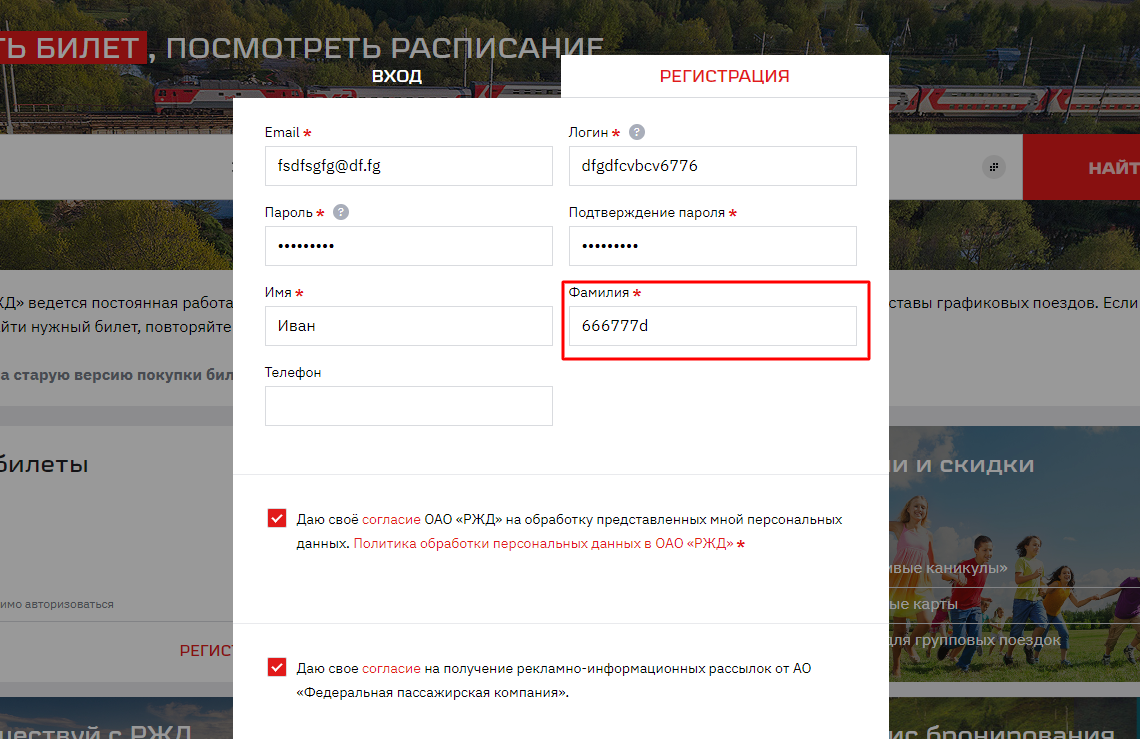 Ь БИЛЕТ, ПОСМОТРЕТЬ РАСПИСАНИЕ
ВХОД
РЕГИСТРАЦИЯ
Email *
Логин * ?
fsdfsgfg@df.fg
dfgdfcvbcv6776
НАЙТ
Пароль * ?
Подтверждение пароля *
•••••••••
•••••••••
Имя *
Фамилия *
ЖД» ведется постоянная работа
ставы графиковых поездов. Если
Иван
666777d
йти нужный билет, повторяйте
Телефон
а старую версию покупки бил
билеты
и и скидки
Даю своё согласие ОАО «РЖД» на обработку представленных мной персональных
данных. Политика обработки персональных данных в ОАО «РЖД» *
ивые каникулы»
имо авторизоваться
ые карты
для групповых поездок
РЕГИС
Даю свое согласие на получение рекламно-информационных рассылок от АО
«Федеральная пассажирская компания».
шествуй с РЖД
ис бронирования